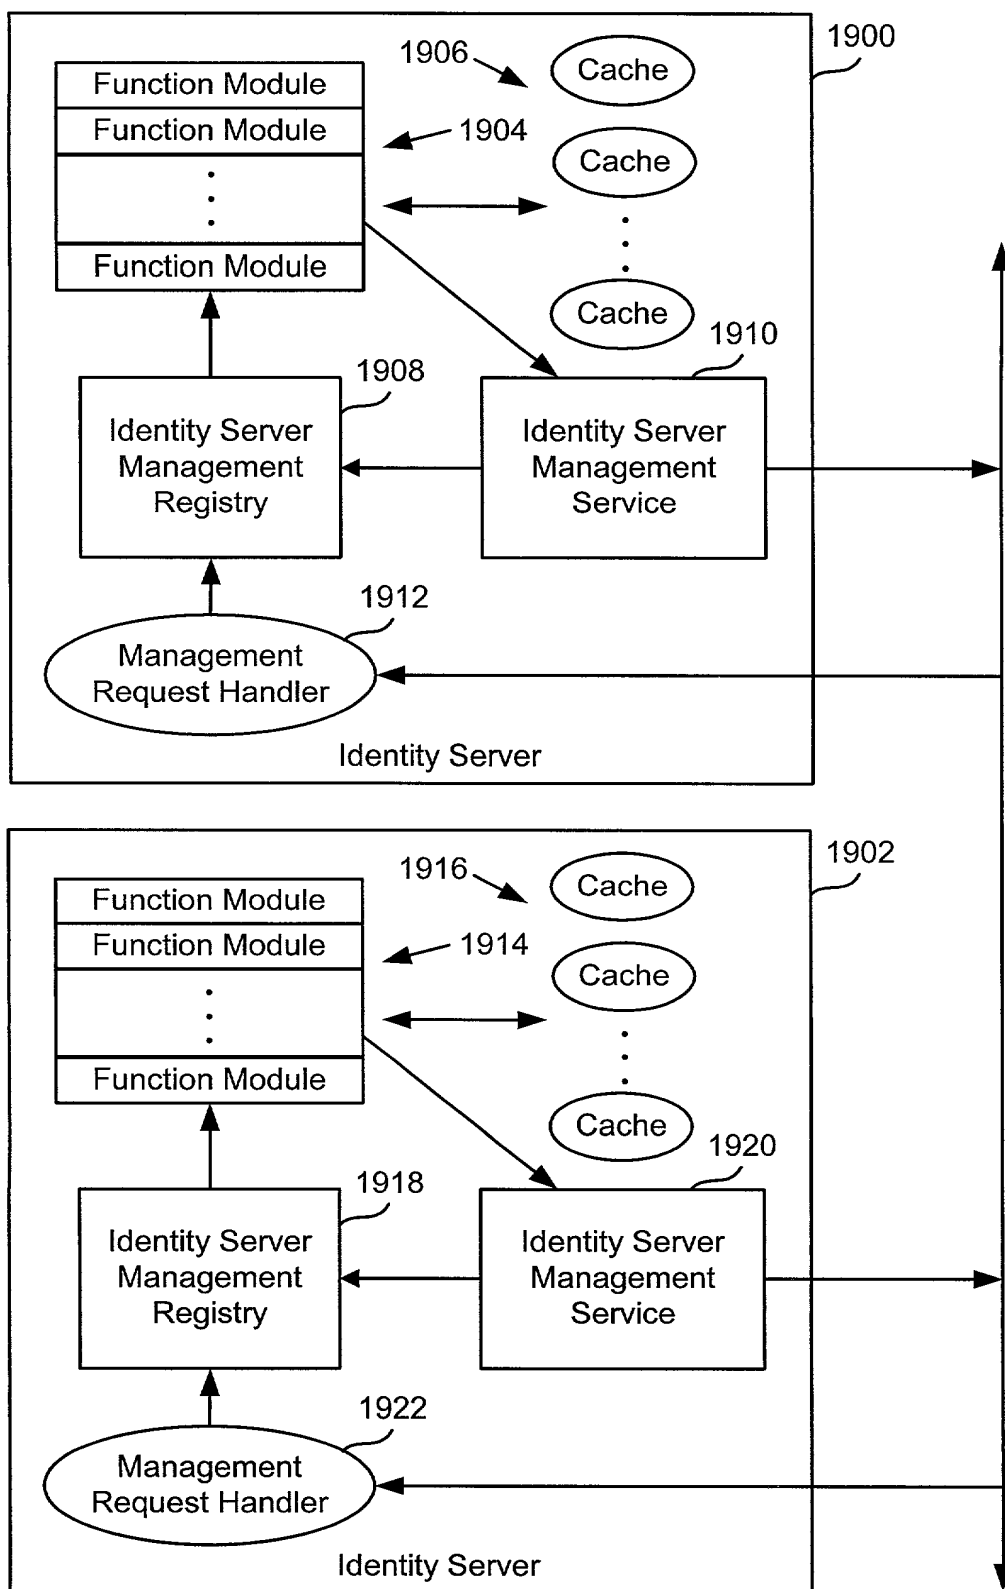 1900
1906
Cache
Function Module
Function Module
1904
Cache
Function Module
Cache
1910
1908
Identity Server
Management
Registry
Identity Server
Management
Service
1912
Management
Request Handler
Identity Server
1902
1916
Cache
Function Module
Function Module
1914
Cache
Function Module
Cache
1920
1918
Identity Server
Management
Registry
Identity Server
Management
Service
1922
Management
Request Handler
Identity Server